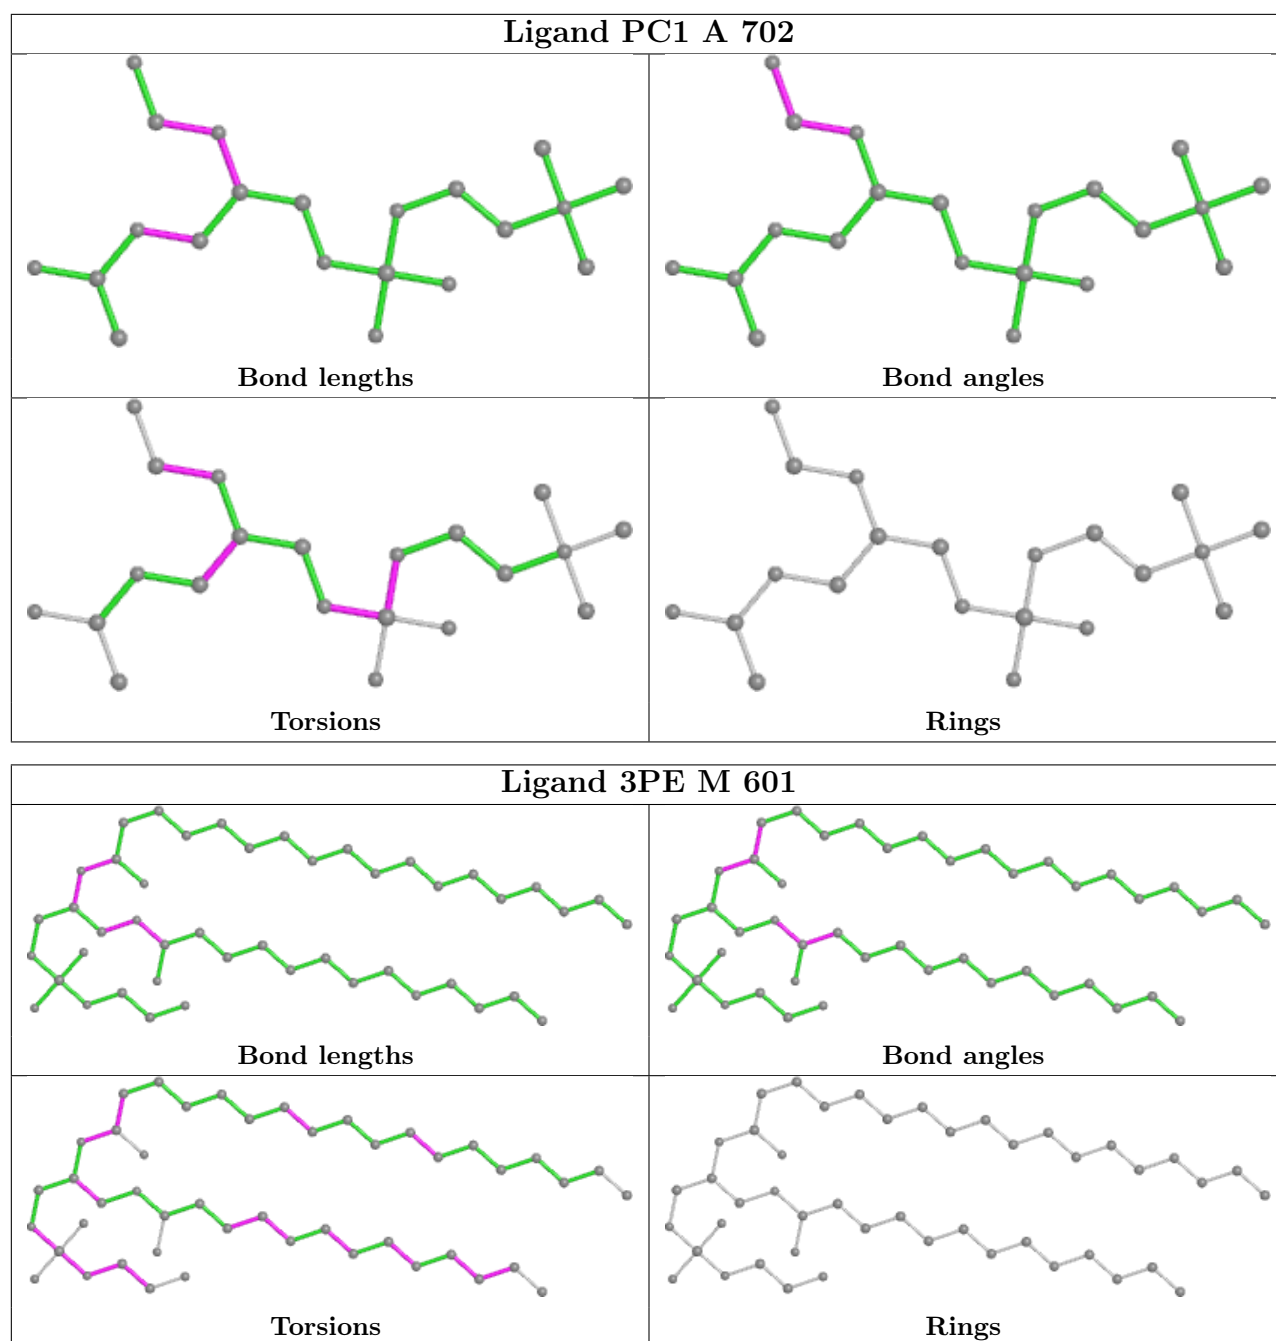 Ligand PC1 A 702
Bond lengths
Bond angles
Torsions
Rings
Ligand 3PE M 601
Bond lengths
Bond angles
Torsions
Rings